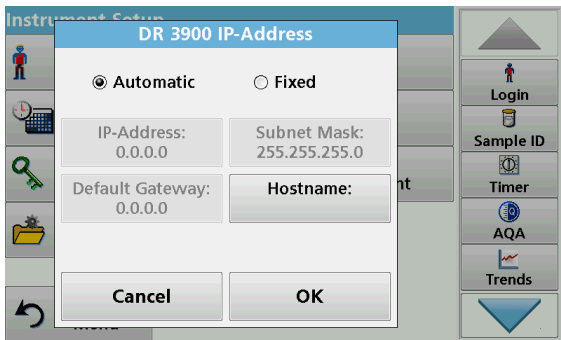 Instrument Setup
DR 3900 IP-Address
Automatic
Fixed
IP-Address:
0.0.0.0
Subnet Mask:
255.255.255.0
Default Gateway:
0.0.0.0
Hostname:
Cancel
OK
nt
Menu
Login
Sample ID
Timer
AQA
Trends